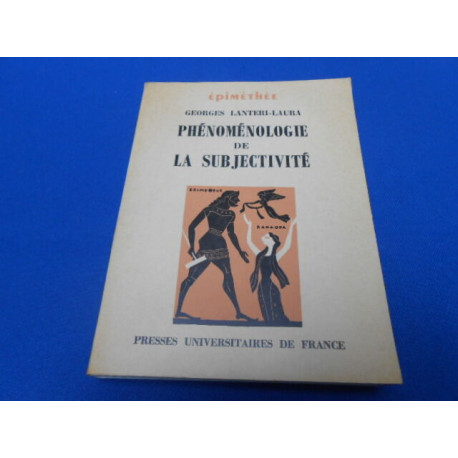 épiméthée
GEORGES LANTERI-LAURA
PHÉNOMÉNOLOGIE
DE
LA SUBJECTIVITÉ
PRESSES UNIVERSITAIRES DE FRANCE